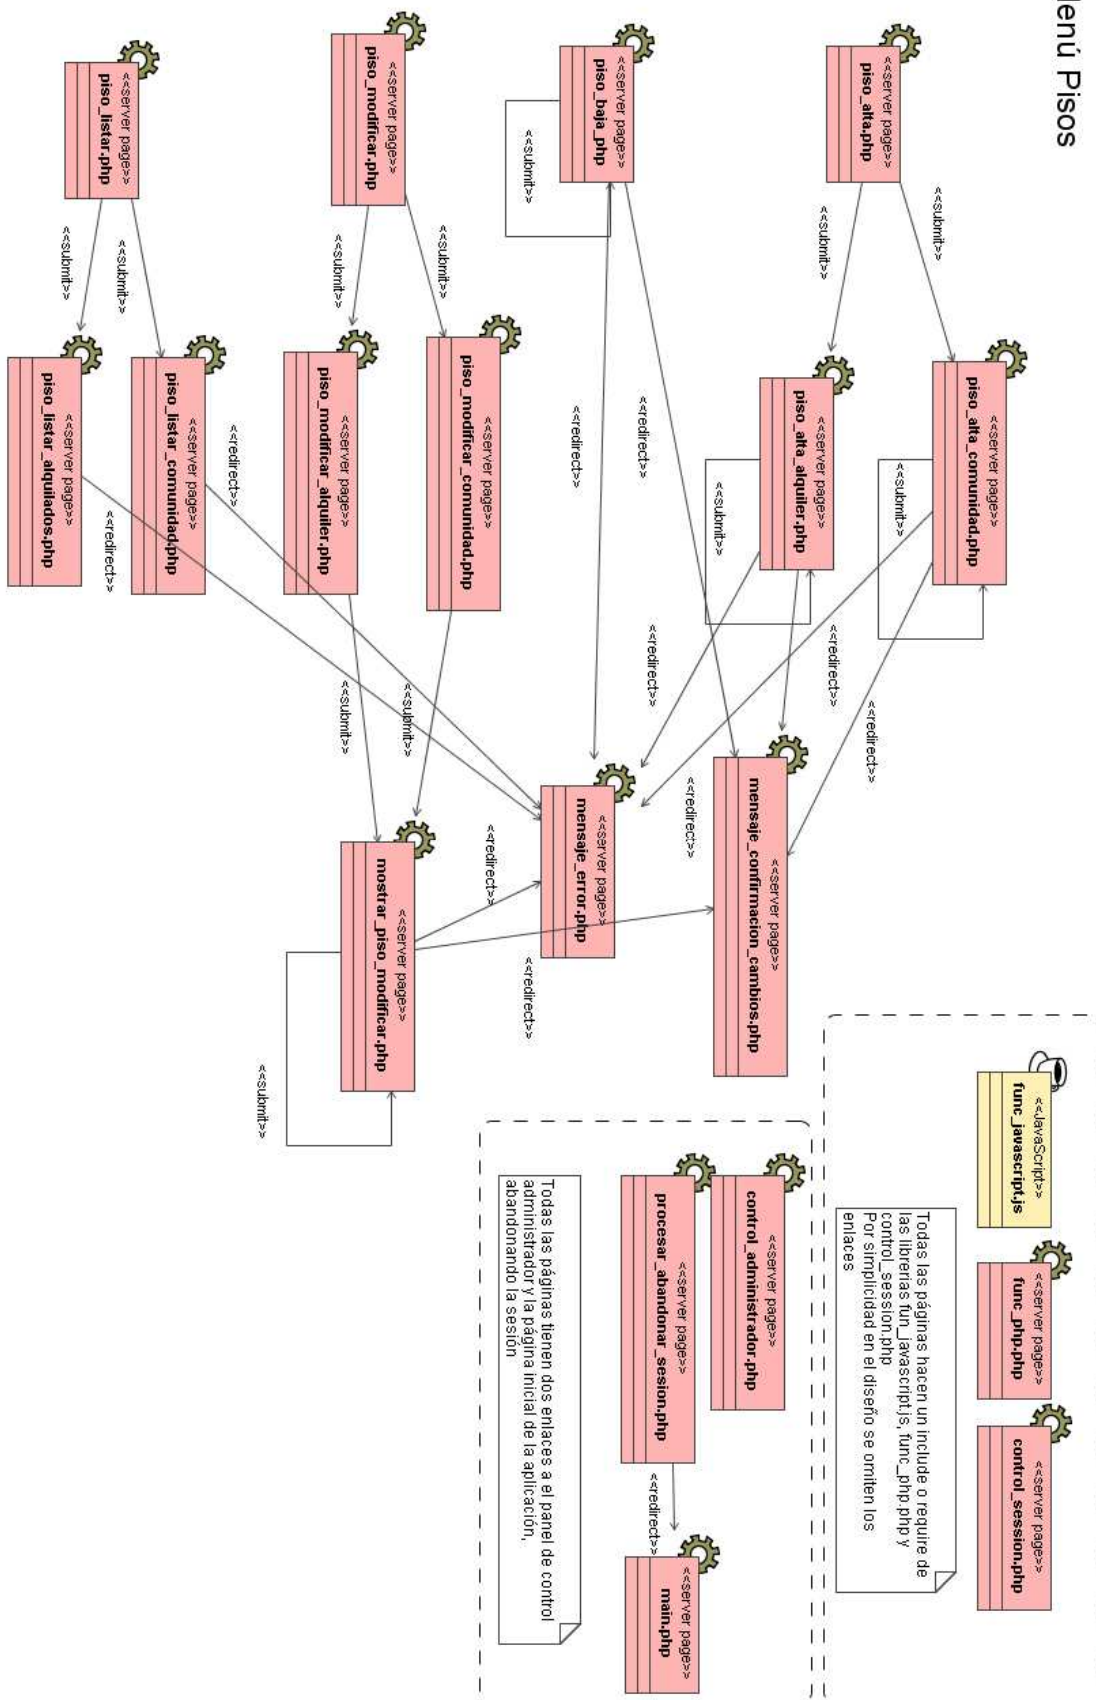 enú Pisos
<<server page>>
piso_alta.php
<<submit>>
<<submit>>
<<server page>>
piso_alta_comunidad.php
<<submit>>
<<server page>>
piso_alta_alquiler.php
<<submit>>
<<redirect>>
<<redirect>>
<<redirect>>
<<redirect>>
<<server page>>
piso_baja_php
<<submit>>
<<redirect>>
<<redirect>>
<<server page>>
mensaje_confirmacion_cambios.php
<<server page>>
mensaje_error.php
<<server page>>
piso_modificar.php
<<submit>>
<<submit>>
<<server page>>
piso_modificar_comunidad.php
<<server page>>
piso_modificar_alquiler.php
<<submit>>
<<submit>>
<<redirect>>
<<redirect>>
<<server page>>
mostrar_piso_modificar.php
<<submit>>
<<server page>>
piso_listar.php
<<submit>>
<<submit>>
<<server page>>
piso_listar_comunidad.php
<<redirect>>
<<server page>>
piso_listar_alquilados.php
<<redirect>>
<<JavaScript>>
func_javascript.js
<<server page>>
func_php.php
<<server page>>
control_session.php
Todas las páginas hacen un include o require de
las librerias fun_javascript.js, func_php.php y
control_session.php
Por simplicidad en el diseño se omiten los
enlaces
<<server page>>
control_administrador.php
<<server page>>
procesar_abandonar_sesion.php
<<redirect>>
<<server page>>
main.php
Todas las páginas tienen dos enlaces a el panel de control
administrador y la página inicial de la aplicación,
abandonando la sesión